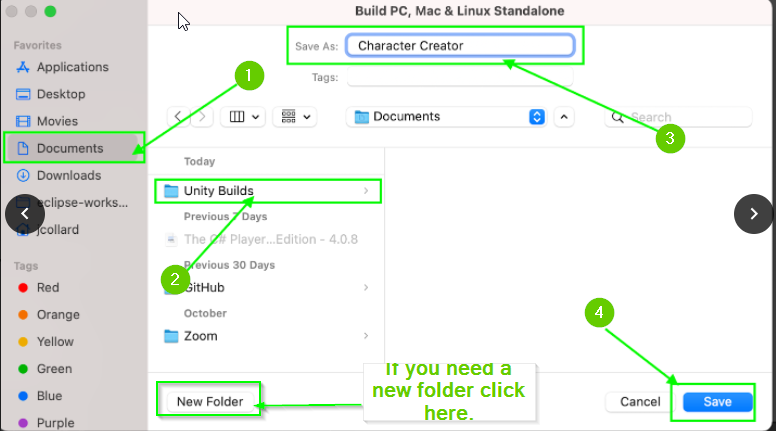 Build PC, Mac & Linux Standalone
Save As: Character Creator
Tags:
Favorites
Applications
Desktop
Movies
Documents
Downloads
eclipse-works...
jcollard
Tags
Red
Orange
Yellow
Green
Blue
Purple
Documents
Search
Today
Unity Builds
Previous 7 Days
The C# Player...Edition - 4.0.8
Previous 30 Days
GitHub
October
Zoom
1
2
3
4
If you need a
new folder click
here.
New Folder
Cancel
Save